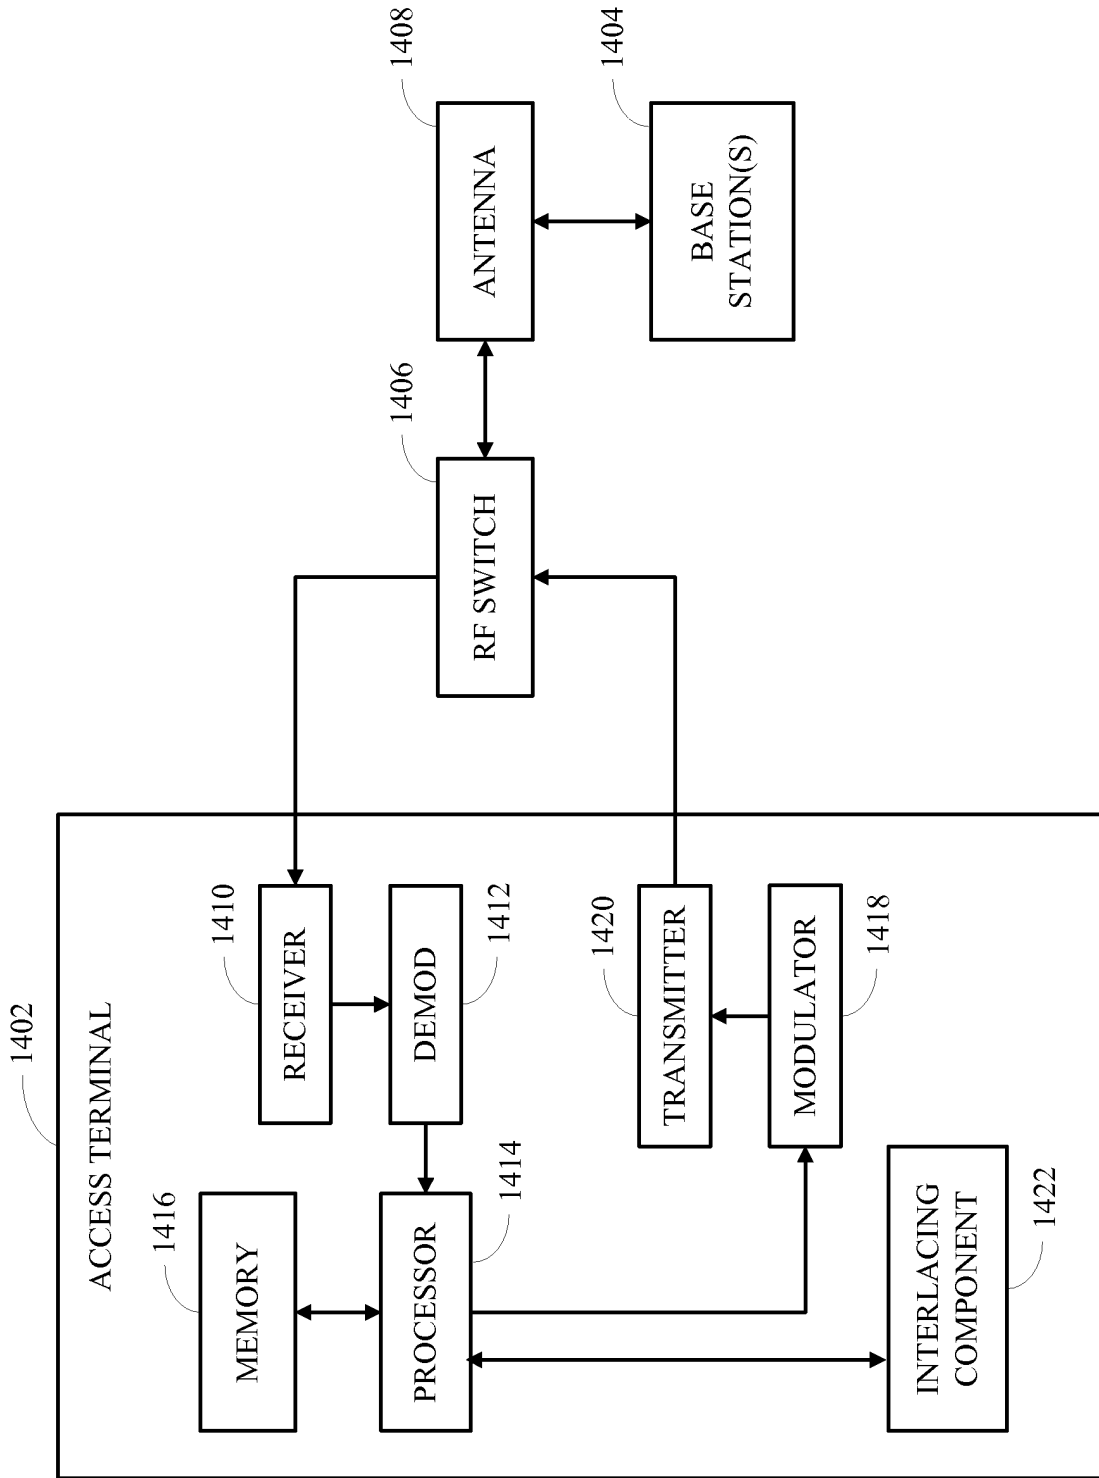 1402
ACCESS TERMINAL
1416
MEMORY
1410
RECEIVER
1414
PROCESSOR
1412
DEMOD
1406
RF SWITCH
1408
ANTENNA
1420
TRANSMITTER
1404
BASE
STATION(S)
1418
MODULATOR
1422
INTERLACING
COMPONENT